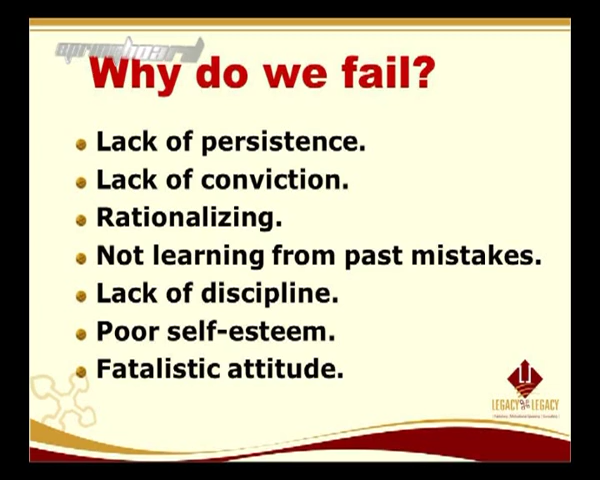 springboard
Why do we fail?
Lack of persistence.
Lack of conviction.
Rationalizing.
Not learning from past mistakes.
Lack of discipline.
Poor self-esteem.
Fatalistic attitude.
LEGACY & LEGACY